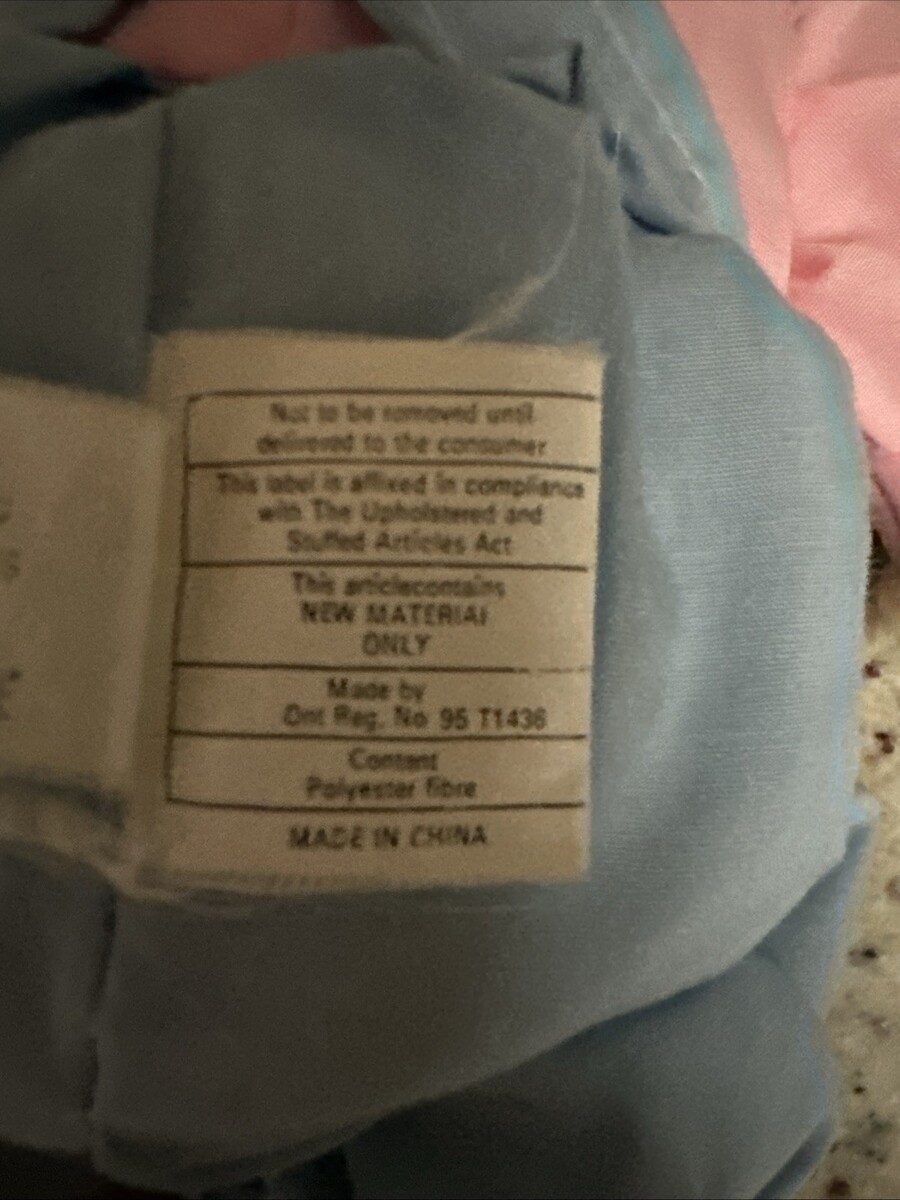 Not to be removed until
delivered to the consumer
This label is affixed in compliance
with The Upholstered and
Stuffed Articles Act
This articlecontains
NEW MATERIAL
ONLY
Made by
Ont Reg. No 95 T1436
Content
Polyester fibre
MADE IN CHINA